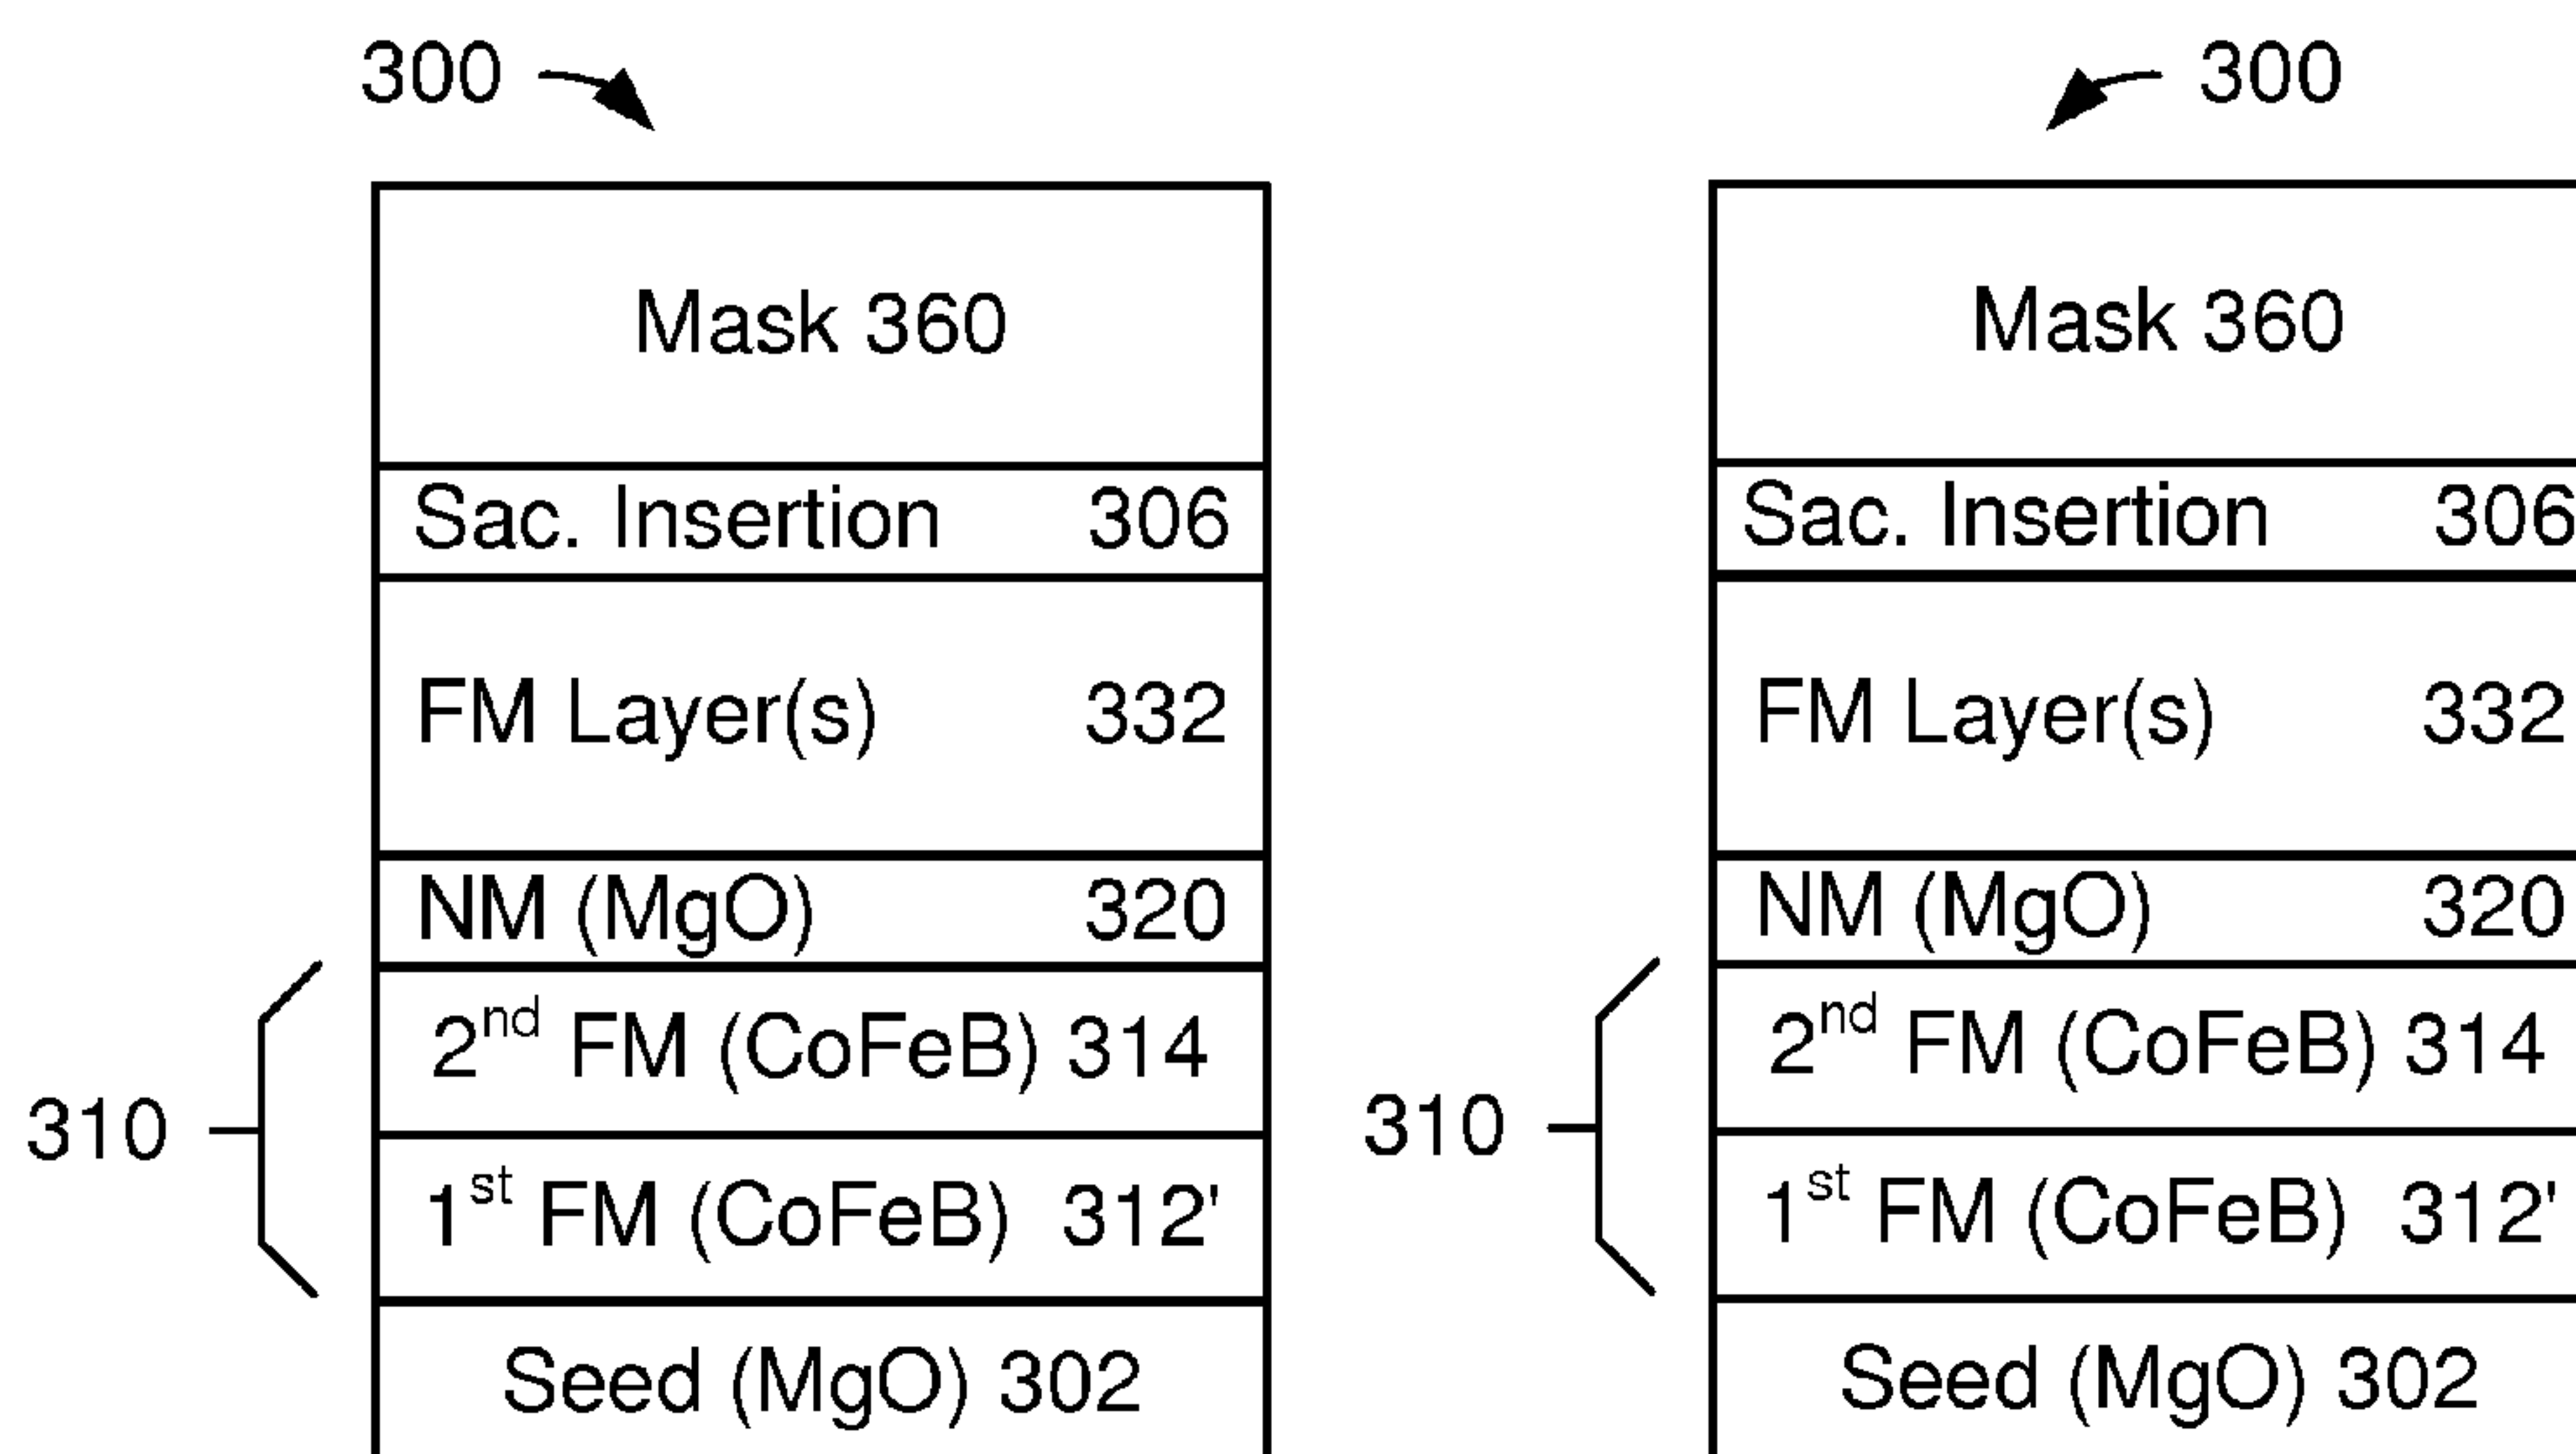 300
Mask 360
Sac. Insertion 306
FM Layer(s) 332
NM (MgO) 320
2nd FM (CoFeB) 314
310
1st FM (CoFeB) 312'
Seed (MgO) 302
300
Mask 360
Sac. Insertion 306
FM Layer(s) 332
NM (MgO) 320
2nd FM (CoFeB) 314
310
1st FM (CoFeB) 312'
Seed (MgO) 302